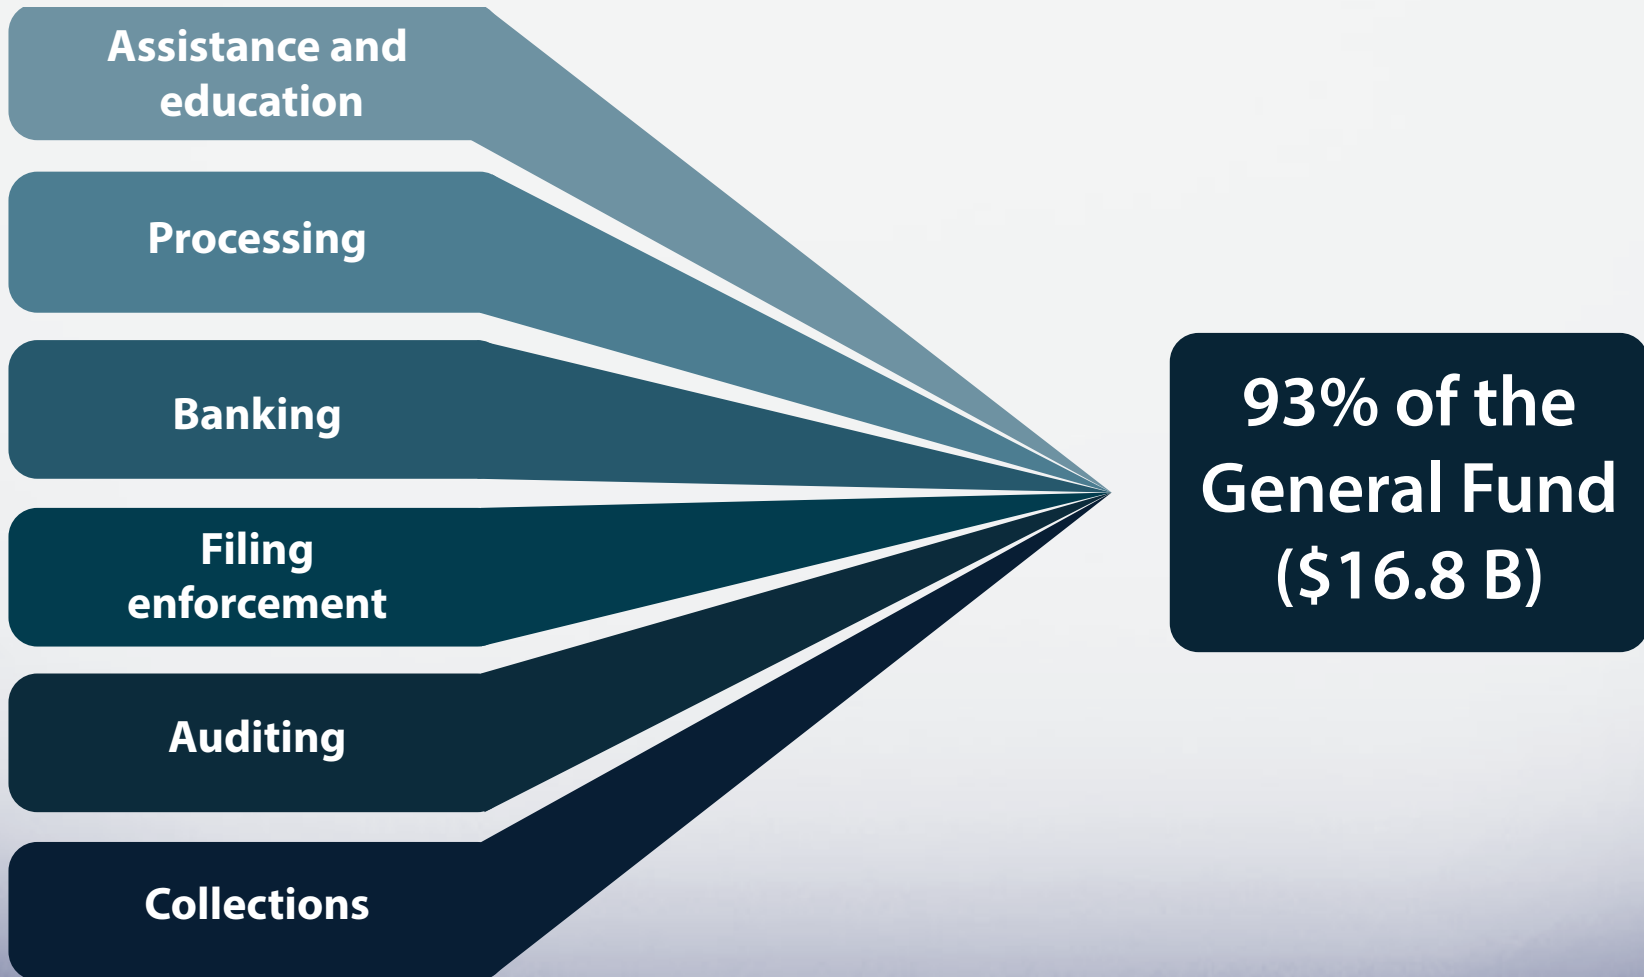 Assistance and
education
Processing
Banking
Filing
enforcement
Auditing
Collections
93% of the
General Fund
($16.8 B)